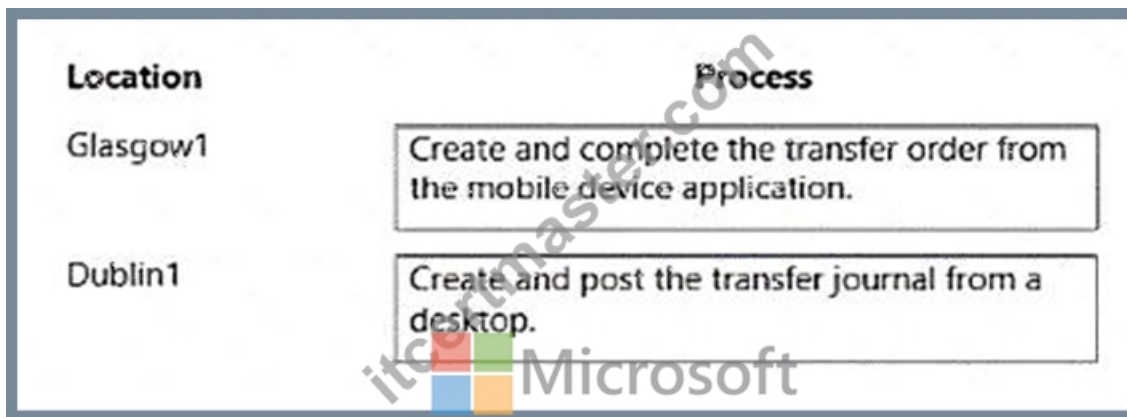 Location Process
Glasgow1
Create and complete the transfer order from
the mobile device application.
Dublin1
Create and post the transfer journal from a
desktop.
itcertmaster.com
Microsoft